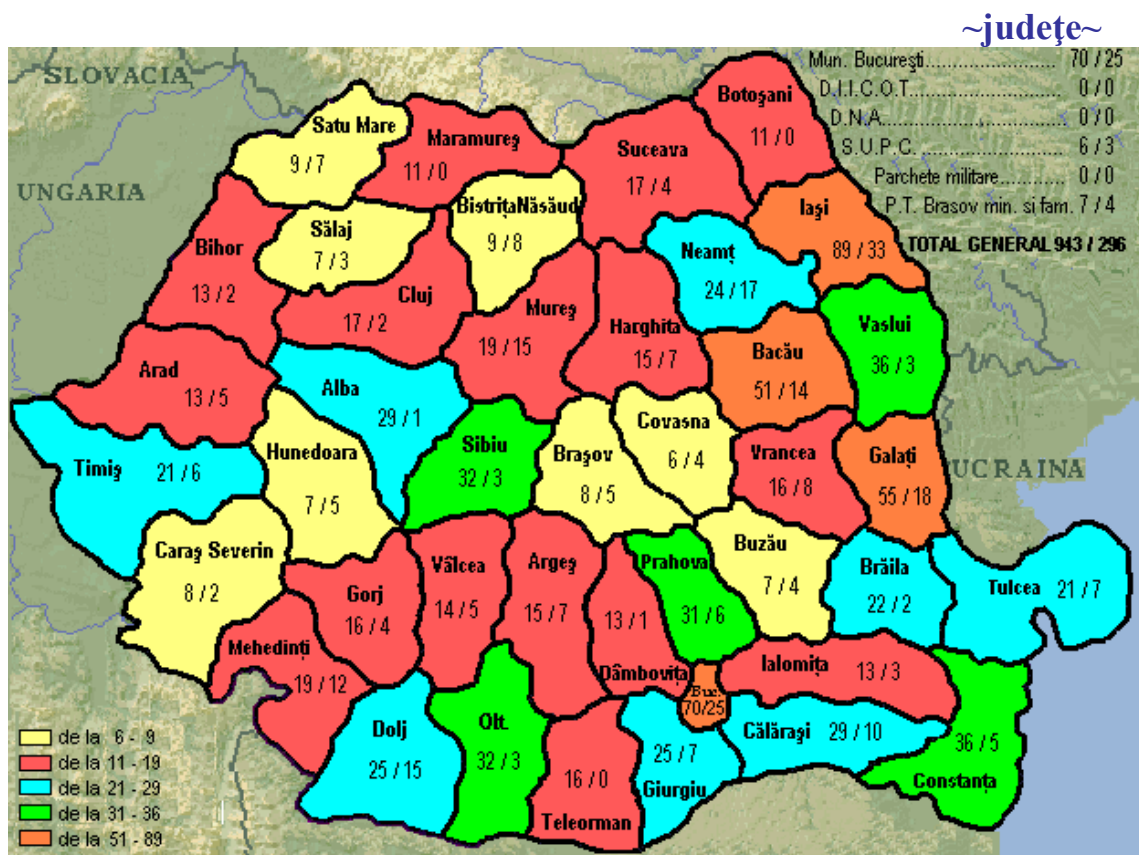 ~judeţe~
SLOVACIA
UNGARIA
UCRAINA
Mun. Bucureşti........................ 70 / 25
D.I.I.C.O.T............................. 0 / 0
D.N.A.................................... 0 / 0
S.U.P.C. ........................... 6 / 3
Parchete militare............ 0 / 0
P.T. Brasov min. si fam. 7 / 4
TOTAL GENERAL 943 / 296
Satu Mare
9 / 7
Maramureş
11 / 0
Suceava
17 / 4
Botoşani
11 / 0
Bihor
13 / 2
Sălaj
7 / 3
BistriţaNăsăud
9 / 8
Cluj
17 / 2
Mureş
19 / 15
Harghita
15 / 7
Neamţ
24 / 17
Iaşi
89 / 33
Bacău
51 / 14
Vaslui
36 / 3
Arad
13 / 5
Alba
29 / 1
Timiş
21 / 6
Hunedoara
7 / 5
Sibiu
32 / 3
Braşov
8 / 5
Covasna
6 / 4
Vrancea
16 / 8
Galaţi
55 / 18
Caraş Severin
8 / 2
Gorj
16 / 4
Vâlcea
14 / 5
Argeş
15 / 7
Dâmboviţa
13 / 1
Prahova
31 / 6
Buzău
7 / 4
Brăila
22 / 2
Tulcea
21 / 7
Mehedinţi
19 / 12
Dolj
25 / 15
Olt.
32 / 3
Teleorman
16 / 0
Buc.
70/25
Giurgiu
25 / 7
Ialomiţa
13 / 3
Călăraşi
29 / 10
Constanţa
36 / 5
de la 6 - 9
de la 11 - 19
de la 21 - 29
de la 31 - 36
de la 51 - 89